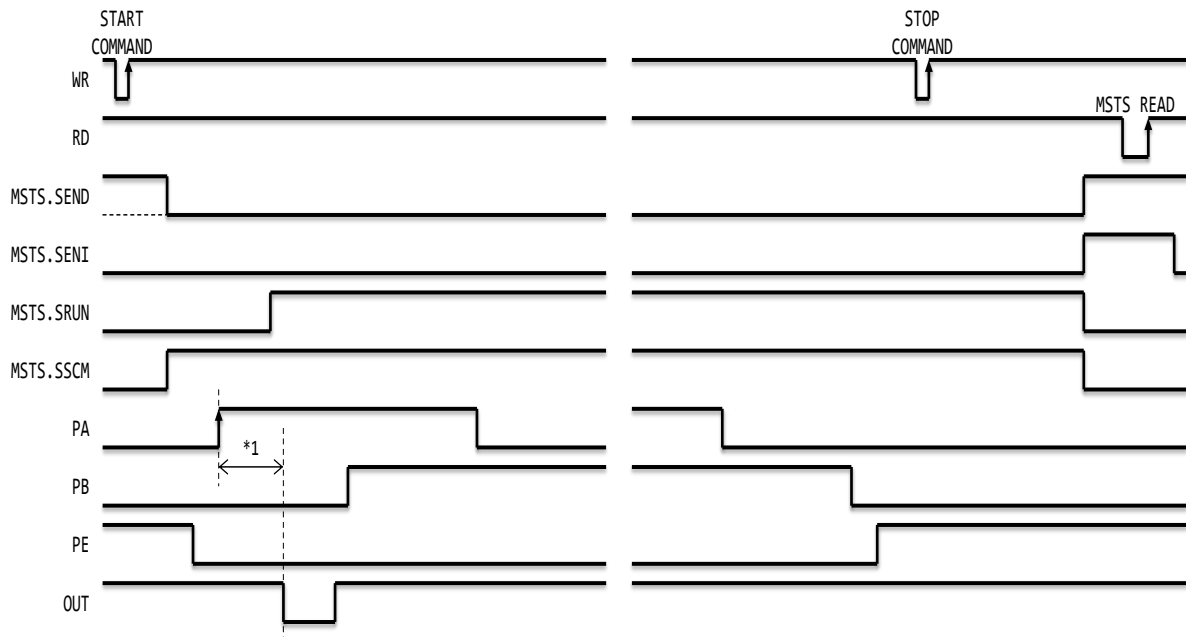 START
COMMAND
STOP
COMMAND
WR
MSTS READ
RD
MSTS.SEND
MSTS.SENI
MSTS.SRUN
MSTS.SSCM
PA
*1
PB
PE
OUT